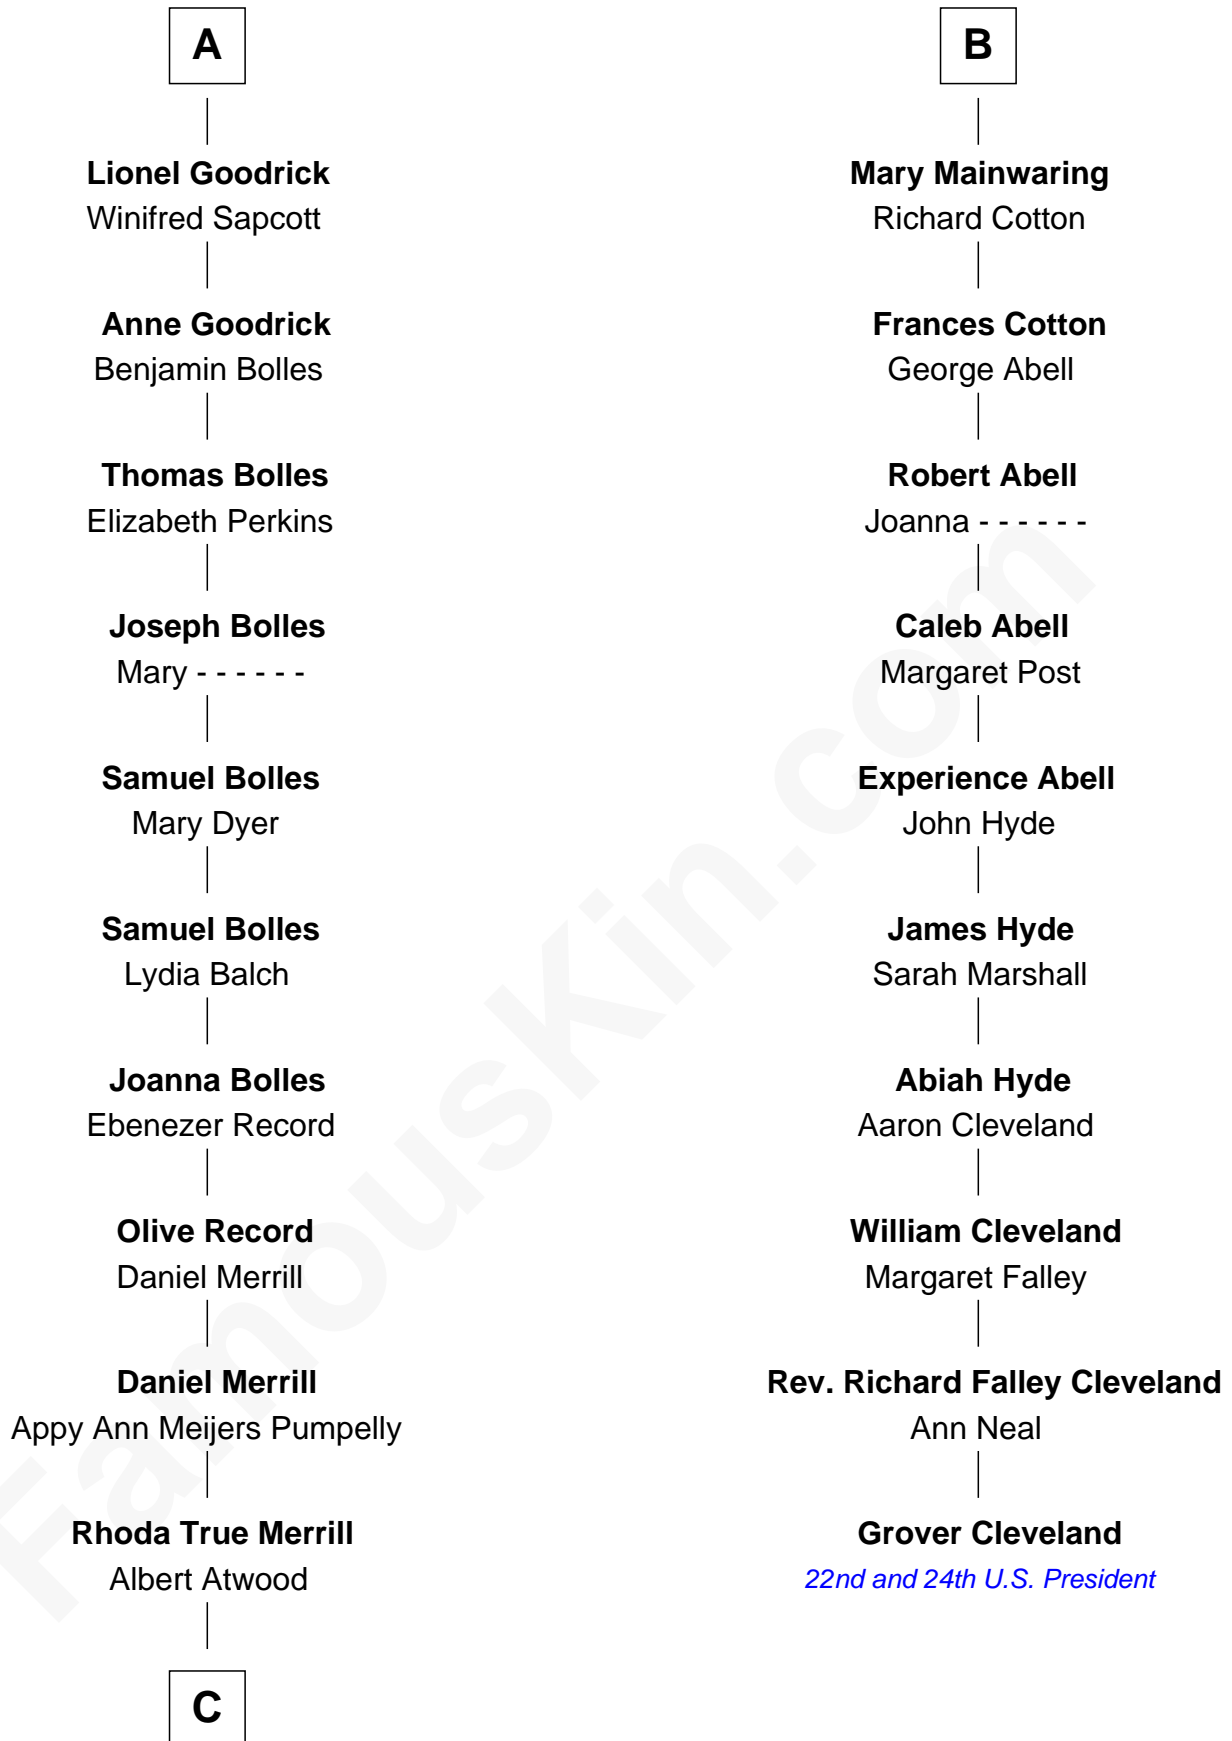 A
Lionel Goodrick
Winifred Sapcott
Anne Goodrick
Benjamin Bolles
Thomas Bolles
Elizabeth Perkins
Joseph Bolles
Mary - - - - - -
Samuel Bolles
Mary Dyer
Samuel Bolles
Lydia Balch
Joanna Bolles
Ebenezer Record
Olive Record
Daniel Merrill
Daniel Merrill
Appy Ann Meijers Pumpelly
Rhoda True Merrill
Albert Atwood
C
B
Mary Mainwaring
Richard Cotton
Frances Cotton
George Abell
Robert Abell
Joanna - - - - - -
Caleb Abell
Margaret Post
Experience Abell
John Hyde
James Hyde
Sarah Marshall
Abiah Hyde
Aaron Cleveland
William Cleveland
Margaret Falley
Rev. Richard Falley Cleveland
Ann Neal
Grover Cleveland
22nd and 24th U.S. President
FamousKin.com